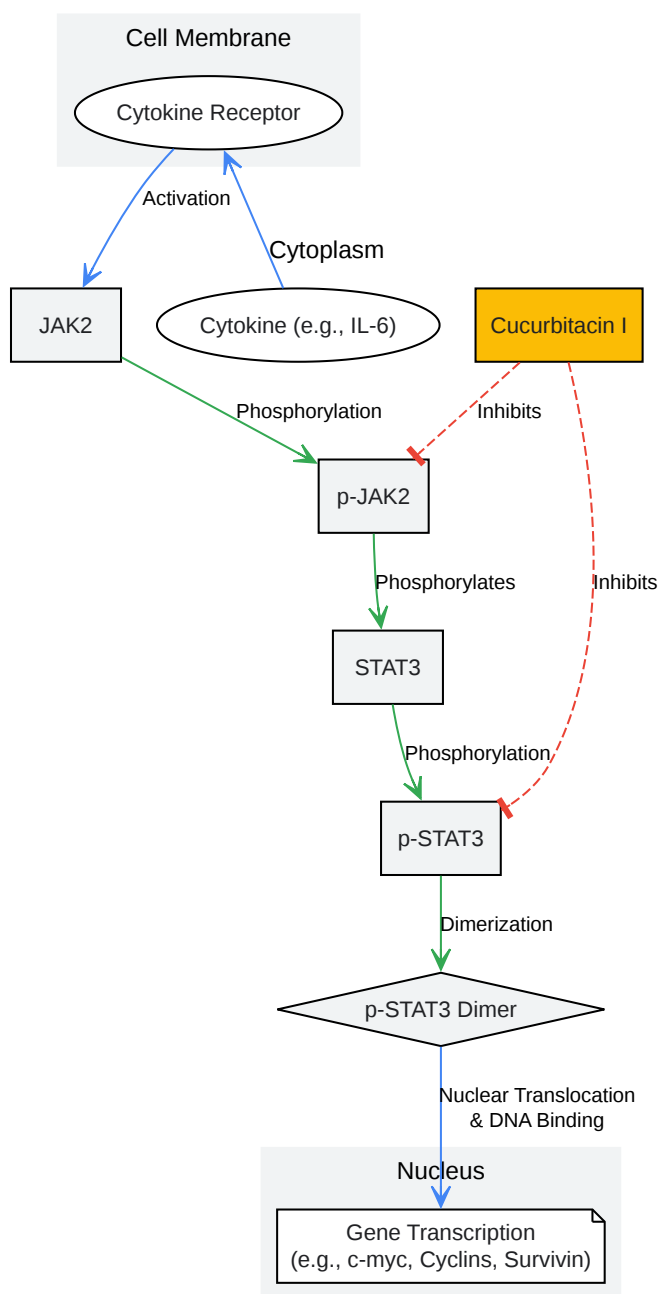 Cell Membrane
Cytokine Receptor
Activation
Cytoplasm
JAK2
Cytokine (e.g., IL-6)
Cucurbitacin I
Phosphorylation
Inhibits
p-JAK2
Phosphorylates
Inhibits
STAT3
Phosphorylation
p-STAT3
Dimerization
p-STAT3 Dimer
Nuclear Translocation
& DNA Binding
Nucleus
Gene Transcription
(e.g., c-myc, Cyclins, Survivin)